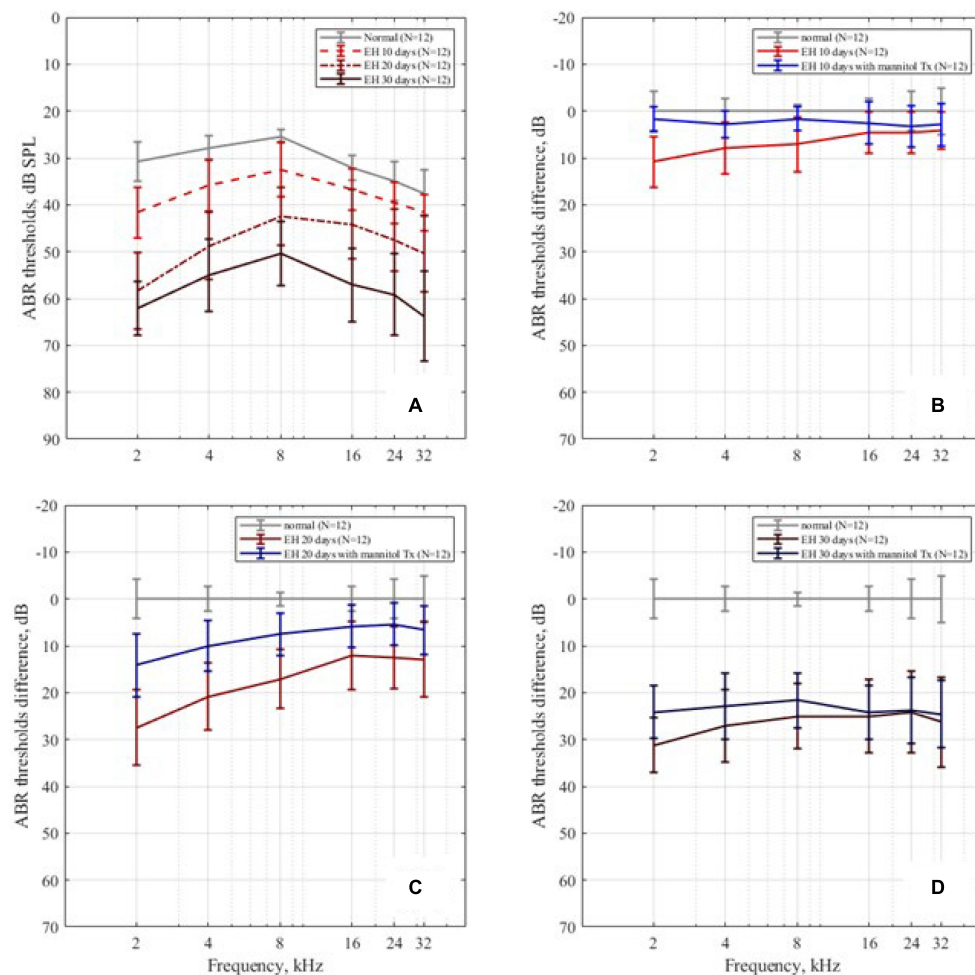 0
10
20
30
40
50
60
70
80
90
ABR thresholds, dB SPL
Normal (N=12)
EH 10 days (N=12)
EH 20 days (N=12)
EH 30 days (N=12)
A
2 4 8 16 24 32
-20
-10
0
10
20
30
40
50
60
70
ABR thresholds difference, dB
normal (N=12)
EH 10 days (N=12)
EH 10 days with mannitol Tx (N=12)
B
2 4 8 16 24 32
-20
-10
0
10
20
30
40
50
60
70
ABR thresholds difference, dB
normal (N=12)
EH 20 days (N=12)
EH 20 days with mannitol Tx (N=12)
C
2 4 8 16 24 32
Frequency, kHz
-20
-10
0
10
20
30
40
50
60
70
ABR thresholds difference, dB
normal (N=12)
EH 30 days (N=12)
EH 30 days with mannitol Tx (N=12)
D
2 4 8 16 24 32
Frequency, kHz